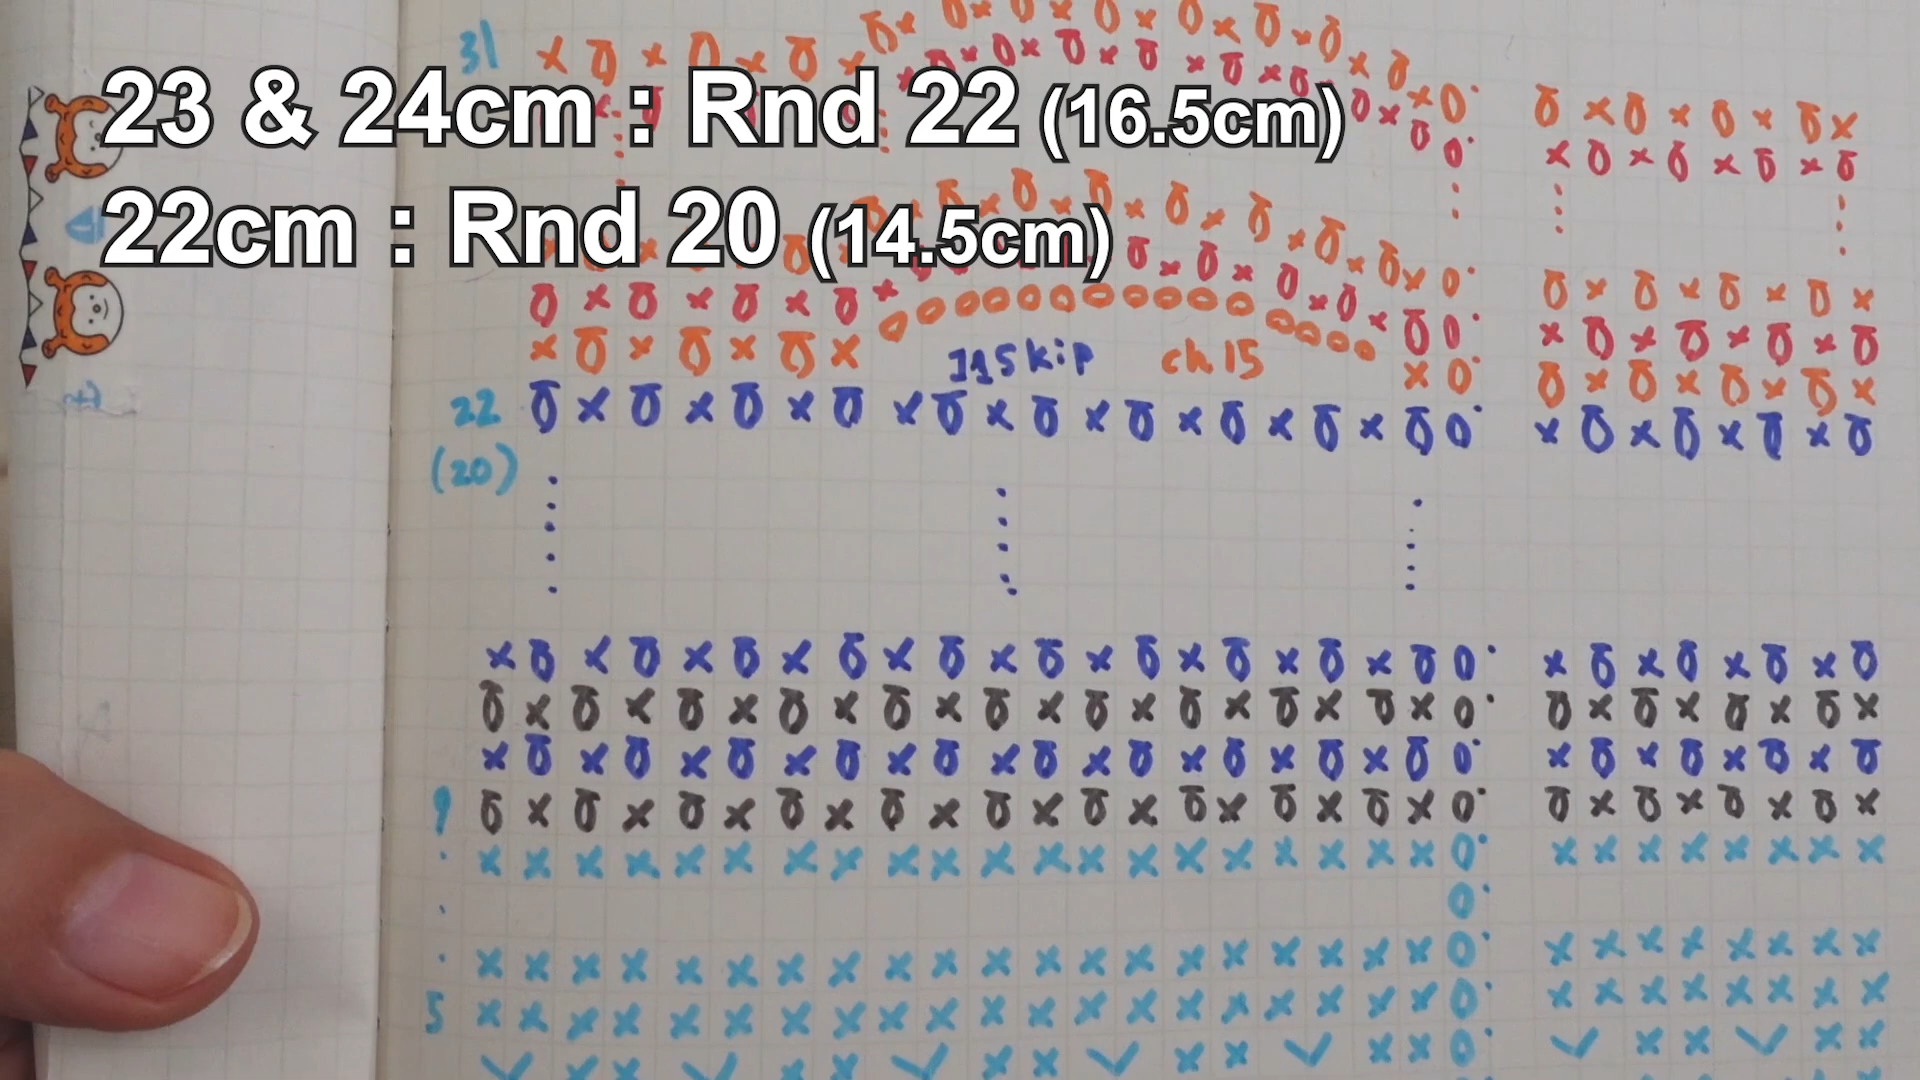 31
23 & 24cm : Rnd 22 (16.5cm)
22cm : Rnd 20 (14.5cm)
skip ch 15
22
(20)
9
5